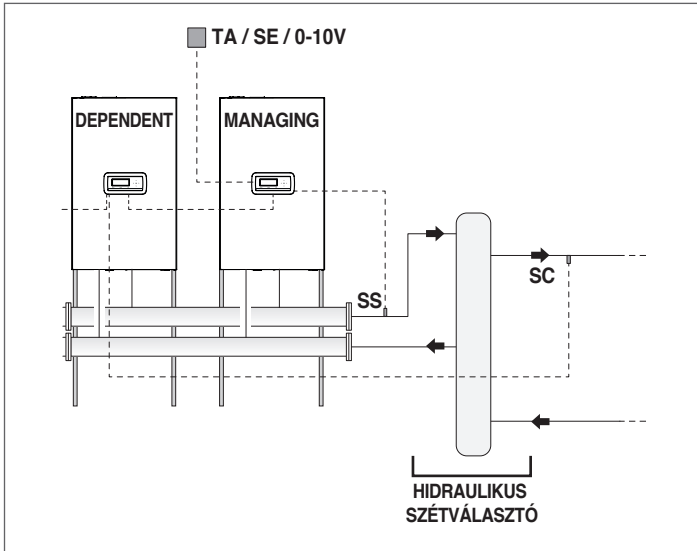 TA / SE / 0-10V
DEPENDENT
MANAGING
SS
SC
HIDRAULIKUS
SZÉTVÁLASZTÓ